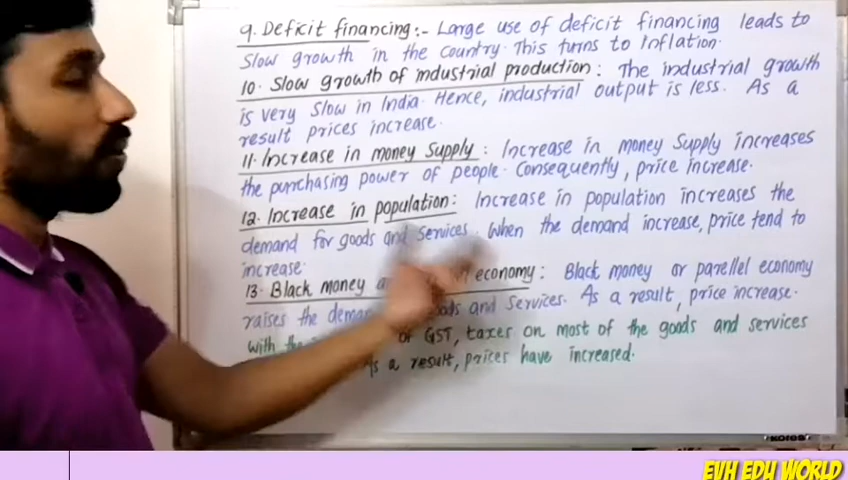 9. Deficit financing:- Large use of deficit financing leads to
slow growth in the country. This turns to Inflation.
10. Slow growth of industrial production: The industrial growth
is very slow in India. Hence, industrial output is less. As a
result prices increase.
11. Increase in money Supply: Increase in money Supply increases
the purchasing power of people. Consequently, price increase.
12. Increase in population: Increase in population increases the
demand for goods and services. When the demand increase, price tend to
increase.
13. Black money economy: Black money or parellel economy
raises the and services. As a result, price increase.
with the of GST, taxes on most of the goods and services
As a result, prices have increased.
KOROS
EVH EDU WORLD